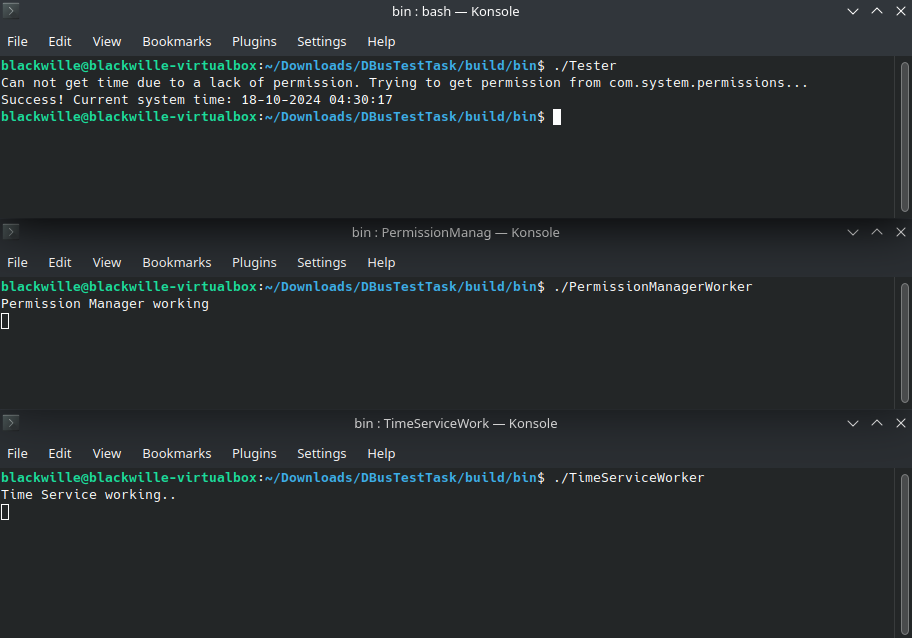 bin : bash — Konsole
File Edit View Bookmarks Plugins Settings Help
blackwille@blackwille-virtualbox:~/Downloads/DBusTestTask/build/bin$ ./Tester
Can not get time due to a lack of permission. Trying to get permission from com.system.permissions...
Success! Current system time: 18-10-2024 04:30:17
blackwille@blackwille-virtualbox:~/Downloads/DBusTestTask/build/bin$
bin : PermissionManag — Konsole
File Edit View Bookmarks Plugins Settings Help
blackwille@blackwille-virtualbox:~/Downloads/DBusTestTask/build/bin$ ./PermissionManagerWorker
Permission Manager working
bin : TimeServiceWork — Konsole
File Edit View Bookmarks Plugins Settings Help
blackwille@blackwille-virtualbox:~/Downloads/DBusTestTask/build/bin$ ./TimeServiceWorker
Time Service working..